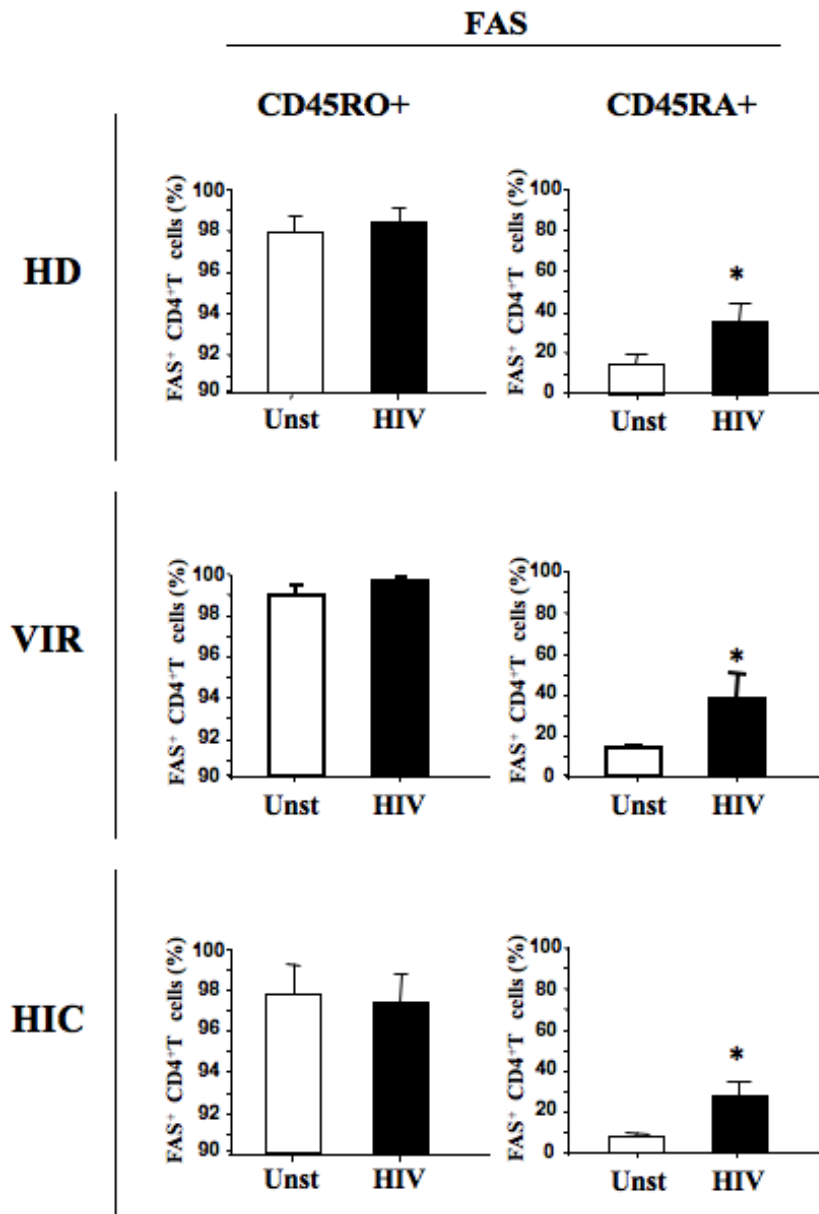 FAS
CD45RO+
CD45RA+
HD
FAS⁺ CD4⁺T cells (%)
100
98
96
94
92
90
Unst
HIV
FAS⁺ CD4⁺T cells (%)
100
80
60
40
20
0
*
Unst
HIV
VIR
FAS⁺ CD4⁺T cells (%)
100
98
96
94
92
90
Unst
HIV
FAS⁺ CD4⁺T cells (%)
100
80
60
40
20
0
*
Unst
HIV
HIC
FAS⁺ CD4⁺T cells (%)
100
98
96
94
92
90
Unst
HIV
FAS⁺ CD4⁺T cells (%)
100
80
60
40
20
0
*
Unst
HIV